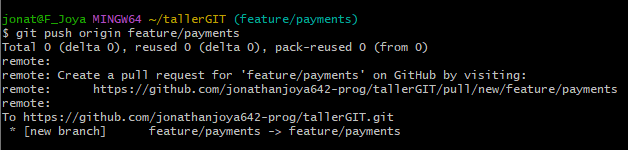 jonat@F_Joya MINGW64 ~/tallerGIT (feature/payments)
$ git push origin feature/payments
Total 0 (delta 0), reused 0 (delta 0), pack-reused 0 (from 0)
remote:
remote: Create a pull request for 'feature/payments' on GitHub by visiting:
remote:      https://github.com/jonathanjoya642-prog/tallerGIT/pull/new/feature/payments
remote:
To https://github.com/jonathanjoya642-prog/tallerGIT.git
 * [new branch]      feature/payments -> feature/payments